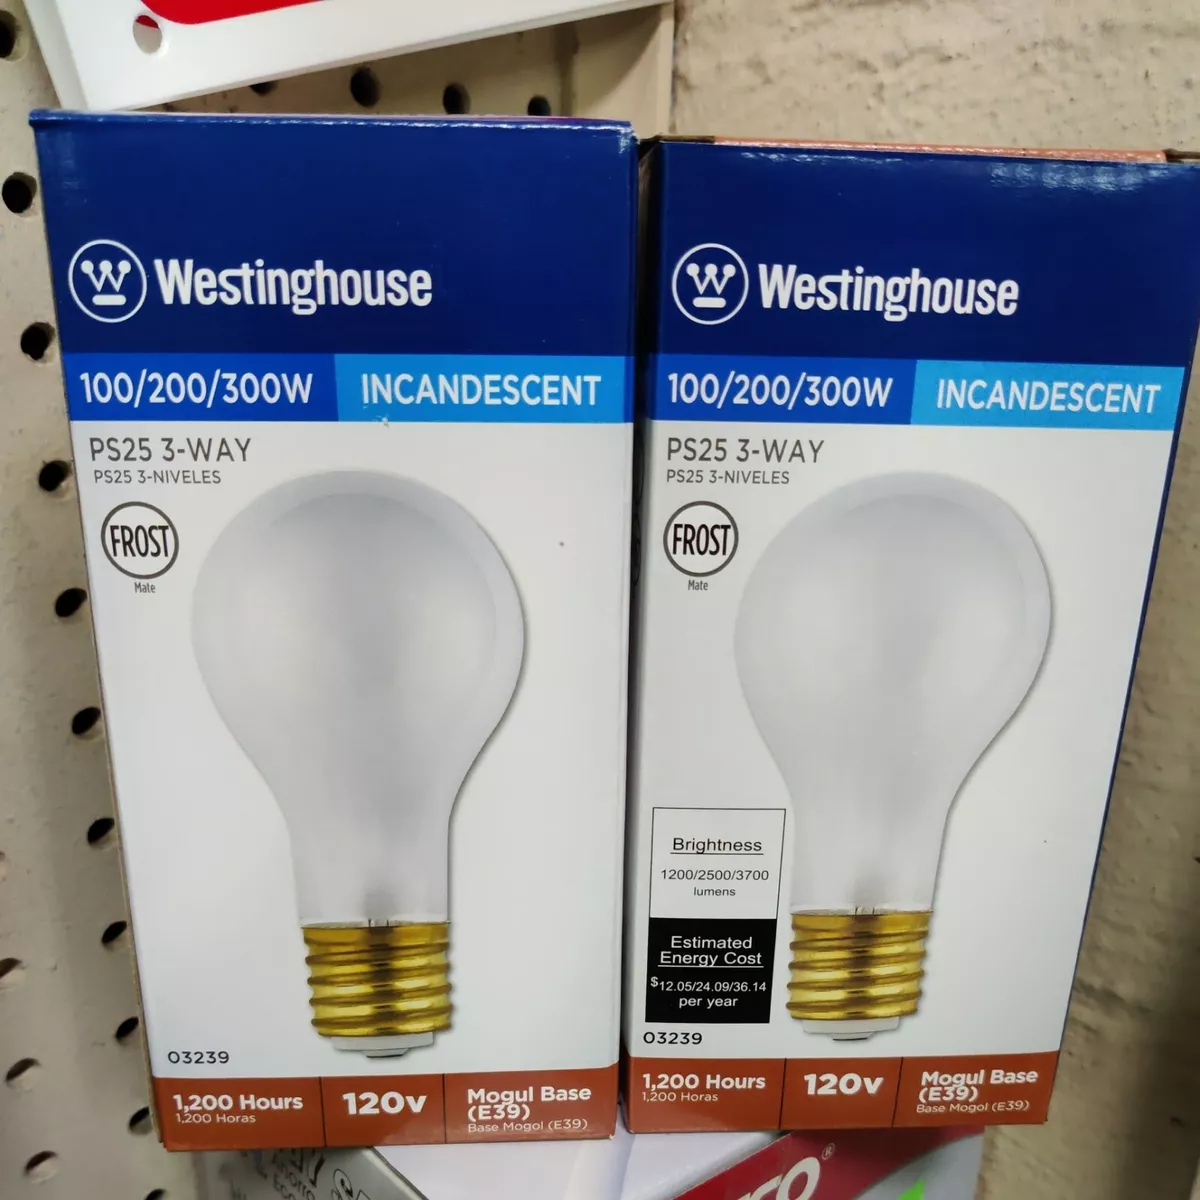 Westinghouse
100/200/300W INCANDESCENT
PS25 3-WAY
PS25 3-NIVELES
FROST
Mate
03239
1,200 Hours
1,200 Horas
120v
Mogul Base
(E39)
Base Mogol (E39)
Westinghouse
100/200/300W INCANDESCENT
PS25 3-WAY
PS25 3-NIVELES
FROST
Mate
Brightness
1200/2500/3700
lumens
Estimated
Energy Cost
$12.05/24.09/36.14
per year
03239
1,200 Hours
1,200 Horas
120v
Mogul Base
(E39)
Base Mogol (E39)